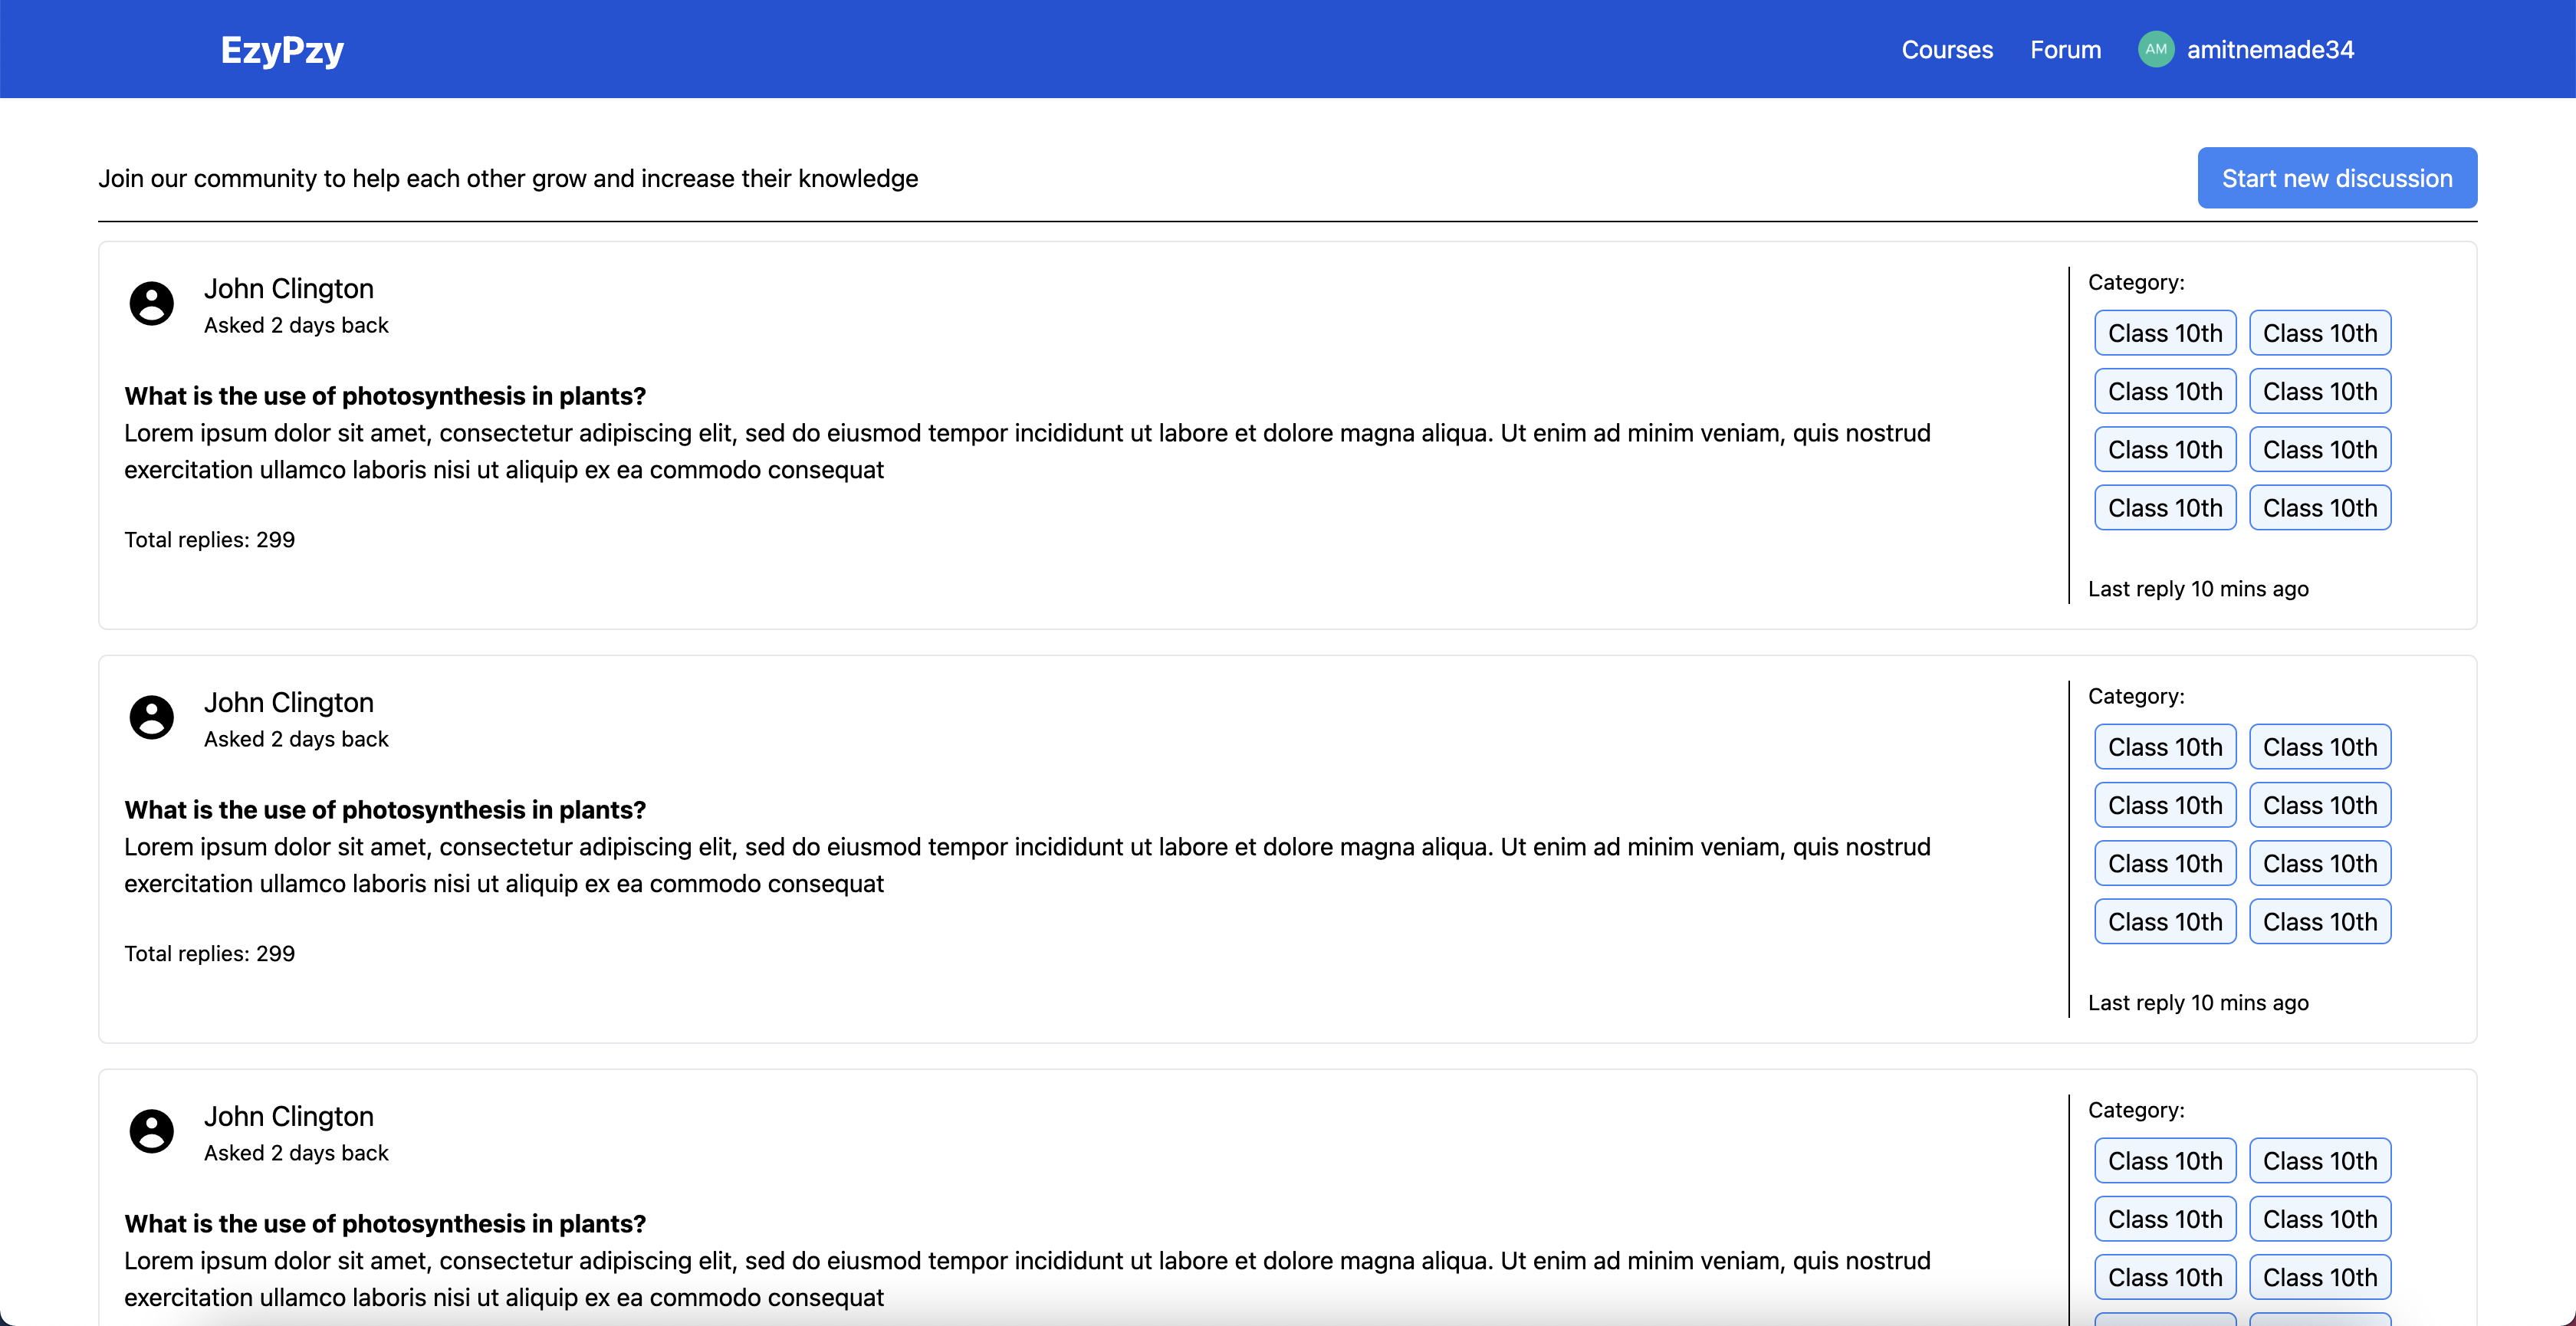 EzyPzy
Courses Forum AM amitnemade34
Join our community to help each other grow and increase their knowledge
Start new discussion
John Clington
Asked 2 days back
What is the use of photosynthesis in plants?
Lorem ipsum dolor sit amet, consectetur adipiscing elit, sed do eiusmod tempor incididunt ut labore et dolore magna aliqua. Ut enim ad minim veniam, quis nostrud
exercitation ullamco laboris nisi ut aliquip ex ea commodo consequat
Total replies: 299
Category:
Class 10th Class 10th
Class 10th Class 10th
Class 10th Class 10th
Class 10th Class 10th
Last reply 10 mins ago
John Clington
Asked 2 days back
What is the use of photosynthesis in plants?
Lorem ipsum dolor sit amet, consectetur adipiscing elit, sed do eiusmod tempor incididunt ut labore et dolore magna aliqua. Ut enim ad minim veniam, quis nostrud
exercitation ullamco laboris nisi ut aliquip ex ea commodo consequat
Total replies: 299
Category:
Class 10th Class 10th
Class 10th Class 10th
Class 10th Class 10th
Class 10th Class 10th
Last reply 10 mins ago
John Clington
Asked 2 days back
What is the use of photosynthesis in plants?
Lorem ipsum dolor sit amet, consectetur adipiscing elit, sed do eiusmod tempor incididunt ut labore et dolore magna aliqua. Ut enim ad minim veniam, quis nostrud
exercitation ullamco laboris nisi ut aliquip ex ea commodo consequat
Category:
Class 10th Class 10th
Class 10th Class 10th
Class 10th Class 10th